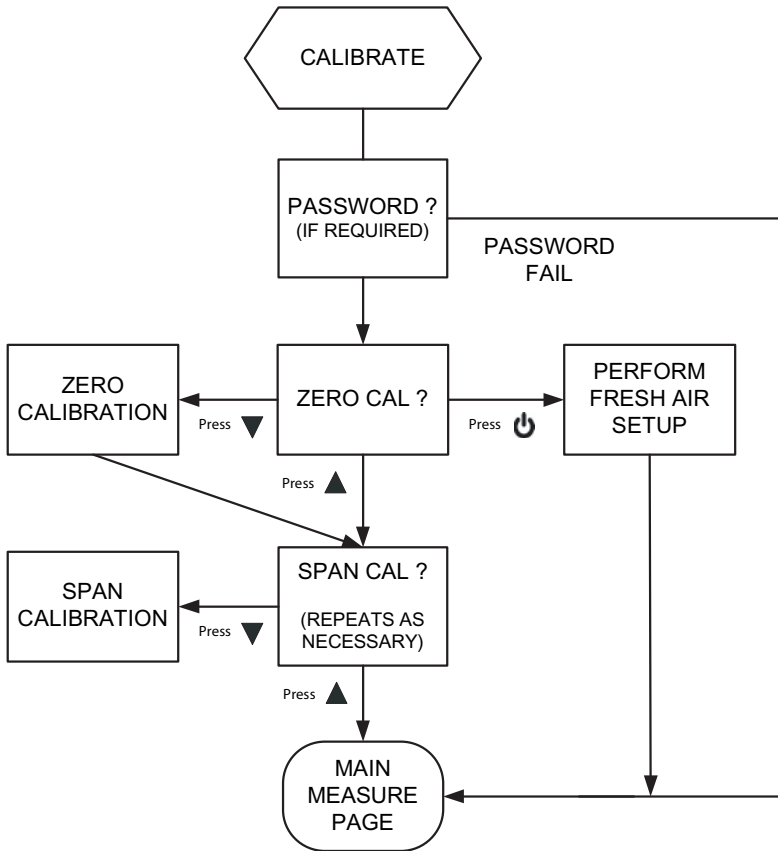 CALIBRATE
PASSWORD ?
(IF REQUIRED)
PASSWORD
FAIL
ZERO
CALIBRATION
Press
ZERO CAL ?
Press
PERFORM
FRESH AIR
SETUP
Press
SPAN
CALIBRATION
Press
SPAN CAL ?
(REPEATS AS
NECESSARY)
Press
MAIN
MEASURE
PAGE